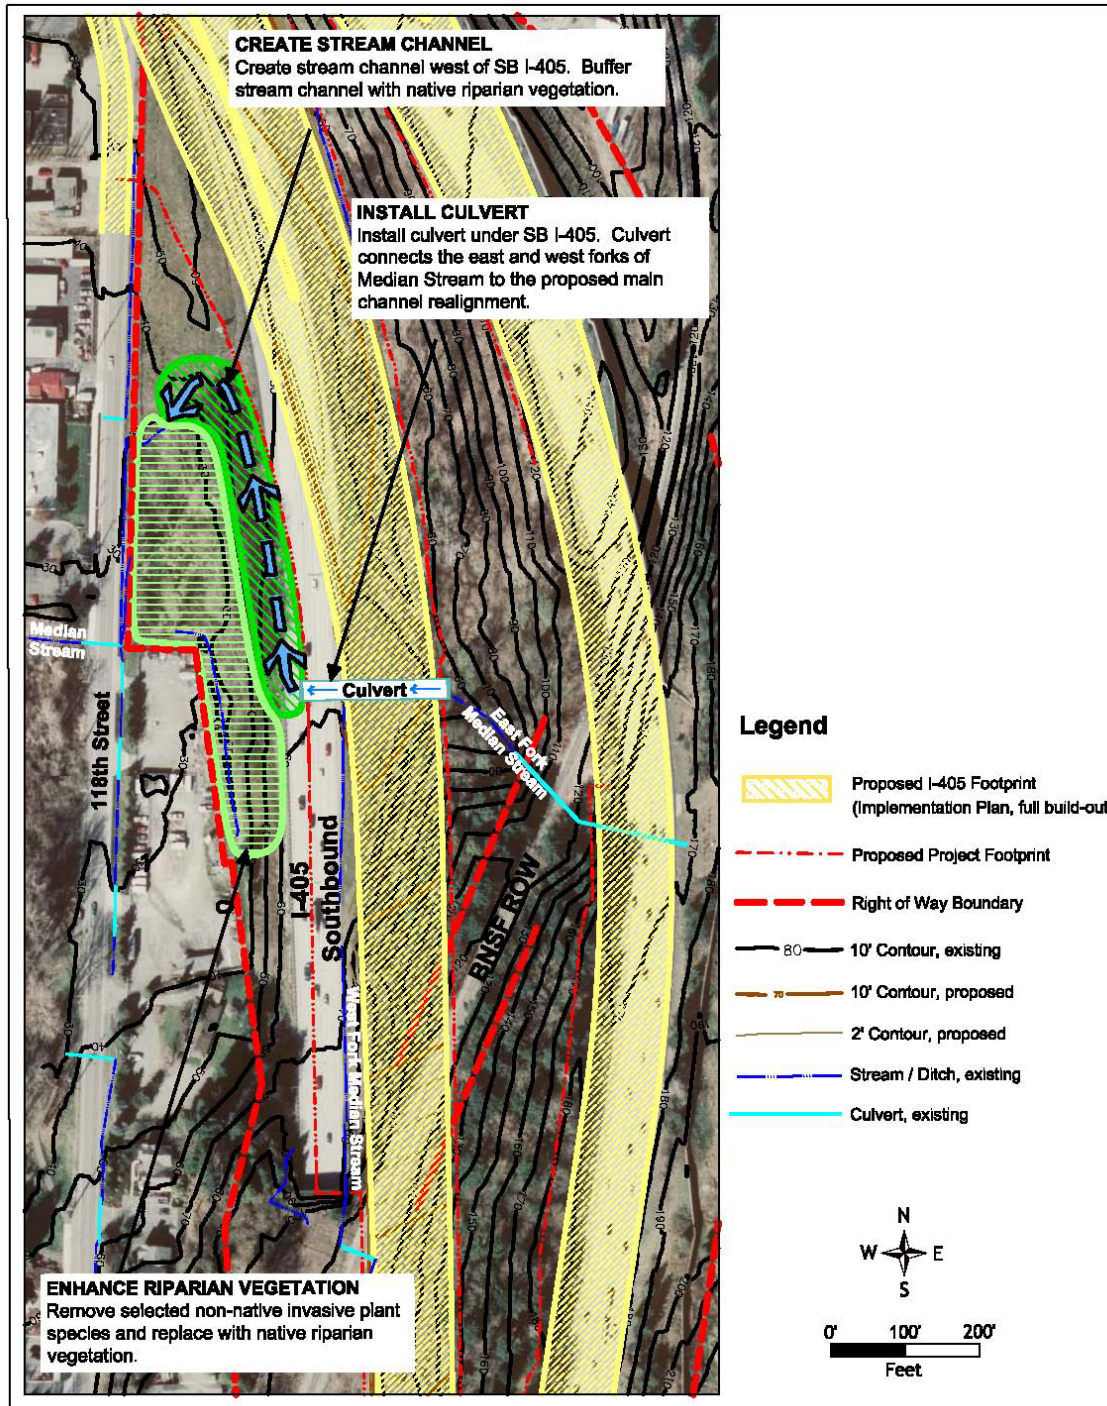 CREATE STREAM CHANNEL
Create stream channel west of SB I-405. Buffer
stream channel with native riparian vegetation.
INSTALL CULVERT
Install culvert under SB I-405. Culvert
connects the east and west forks of
Median Stream to the proposed main
channel realignment.
Median
Stream
118th Street
Culvert
East Fork
Median Stream
I-405
Southbound
BNSF ROW
West Fork Median Stream
ENHANCE RIPARIAN VEGETATION
Remove selected non-native invasive plant
species and replace with native riparian
vegetation.
Legend
Proposed I-405 Footprint
(Implementation Plan, full build-out
Proposed Project Footprint
Right of Way Boundary
80 10' Contour, existing
70 10' Contour, proposed
2' Contour, proposed
Stream / Ditch, existing
Culvert, existing
N
W E
S
0' 100' 200'
Feet